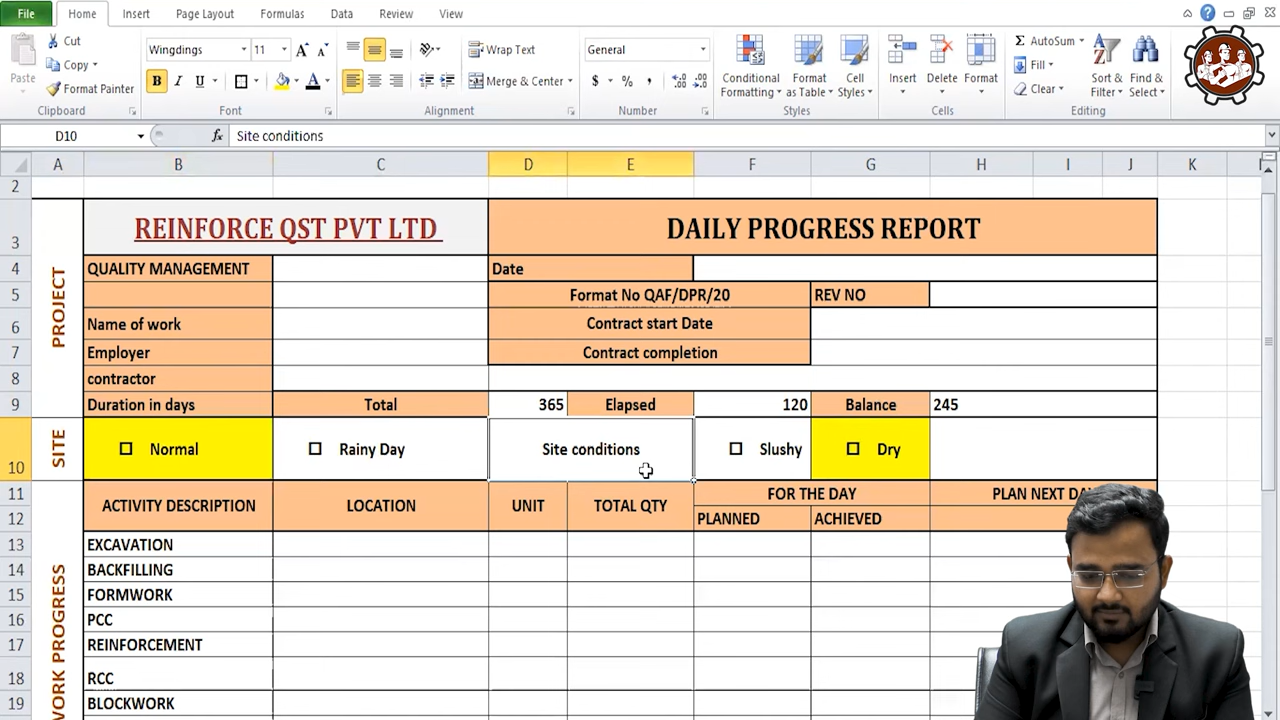 File Home Insert Page Layout Formulas Data Review View
Cut
Copy
Format Painter
Paste
Clipboard
Wingdings 11
B I U A
Font
Wrap Text
Merge & Center
Alignment
General
$ % ,
Number
Conditional Formatting
Format as Table
Cell Styles
Styles
Insert Delete Format
Cells
Σ AutoSum
Fill
Clear
Sort & Filter
Find & Select
Editing
D10 fx Site conditions
A B C D E F G H I J K
2
3 REINFORCE QST PVT LTD DAILY PROGRESS REPORT
PROJECT
4 QUALITY MANAGEMENT Date
5 Format No QAF/DPR/20 REV NO
6 Name of work Contract start Date
7 Employer Contract completion
8 contractor
9 Duration in days Total 365 Elapsed 120 Balance 245
SITE
10 Normal Rainy Day Site conditions Slushy Dry
11 ACTIVITY DESCRIPTION LOCATION UNIT TOTAL QTY FOR THE DAY PLAN NEXT DA
12 PLANNED ACHIEVED
WORK PROGRESS
13 EXCAVATION
14 BACKFILLING
15 FORMWORK
16 PCC
17 REINFORCEMENT
18 RCC
19 BLOCKWORK